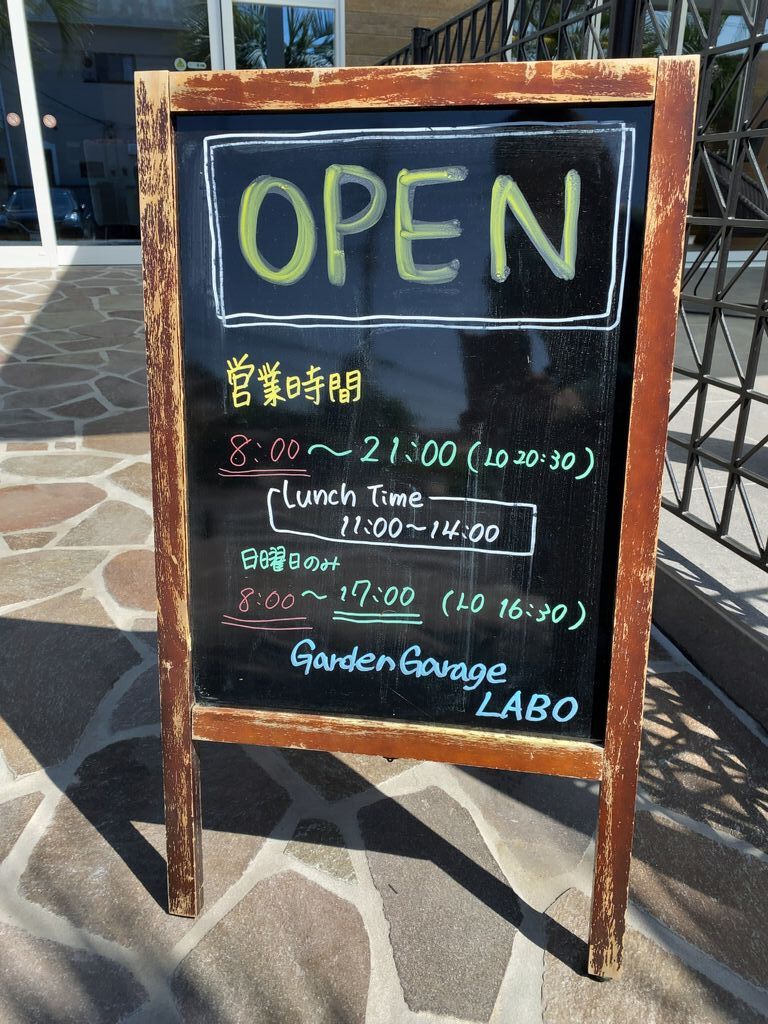 OPEN
営業時間
8:00～21:00(LO 20:30)
Lunch Time
11:00～14:00
日曜日のみ
8:00～17:00 (LO 16:30)
Garden Garage
LABO